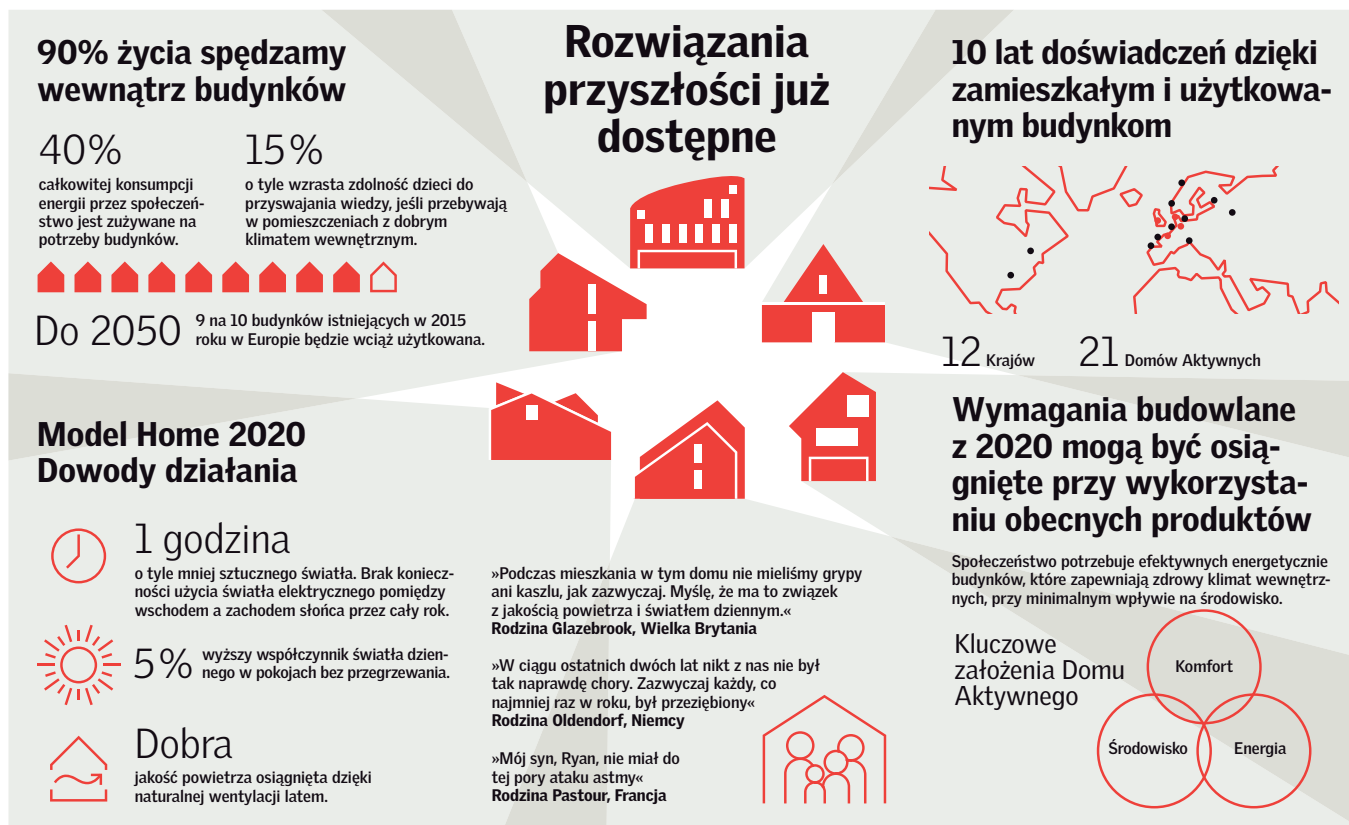 90% życia spędzamy
wewnątrz budynków
40%
całkowitej konsumpcji
energii przez społeczeń-
stwo jest zużywane na
potrzeby budynków.
15%
o tyle wzrasta zdolność dzieci do
przyswajania wiedzy, jeśli przebywają
w pomieszczeniach z dobrym
klimatem wewnętrznym.
Do 2050
9 na 10 budynków istniejących w 2015
roku w Europie będzie wciąż użytkowana.
Rozwiązania
przyszłości już
dostępne
10 lat doświadczeń dzięki
zamieszkałym i użytkowa-
nym budynkom
12 Krajów
21 Domów Aktywnych
Model Home 2020
Dowody działania
1 godzina
o tyle mniej sztucznego światła. Brak koniecz-
ności użycia światła elektrycznego pomiędzy
wschodem a zachodem słońca przez cały rok.
5%
wyższy współczynnik światła dzien-
nego w pokojach bez przegrzewania.
Dobra
jakość powietrza osiągnięta dzięki
naturalnej wentylacji latem.
»Podczas mieszkania w tym domu nie mieliśmy grypy
ani kaszlu, jak zazwyczaj. Myślę, że ma to związek
z jakością powietrza i światłem dziennym.«
Rodzina Glazebrook, Wielka Brytania
»W ciągu ostatnich dwóch lat nikt z nas nie był
tak naprawdę chory. Zazwyczaj każdy, co
najmniej raz w roku, był przeziębiony«
Rodzina Oldendorf, Niemcy
»Mój syn, Ryan, nie miał do
tej pory ataku astmy«
Rodzina Pastour, Francja
Wymagania budowlane
z 2020 mogą być osią-
gnięte przy wykorzysta-
niu obecnych produktów
Społeczeństwo potrzebuje efektywnych energetycznie
budynków, które zapewniają zdrowy klimat wewnętrz-
nych, przy minimalnym wpływie na środowisko.
Kluczowe
założenia Domu
Aktywnego
Komfort
Środowisko
Energia